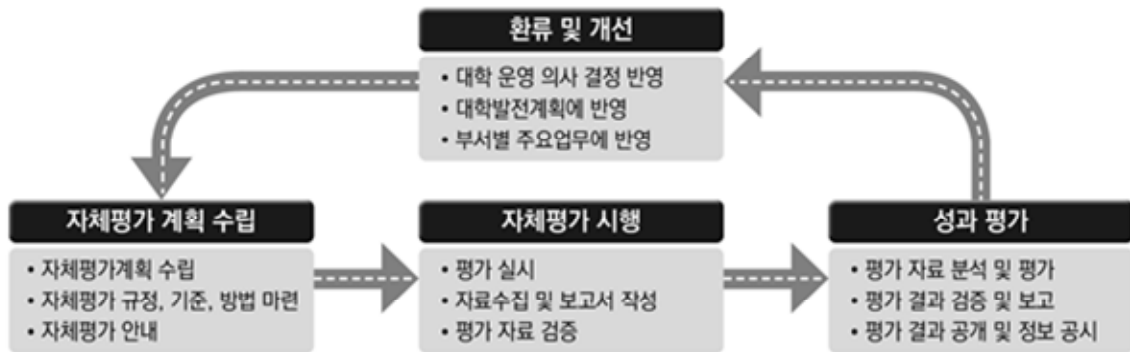 환류 및 개선
• 대학 운영 의사 결정 반영
• 대학발전계획에 반영
• 부서별 주요업무에 반영
자체평가 계획 수립
• 자체평가계획 수립
• 자체평가 규정, 기준, 방법 마련
• 자체평가 안내
자체평가 시행
• 평가 실시
• 자료수집 및 보고서 작성
• 평가 자료 검증
성과 평가
• 평가 자료 분석 및 평가
• 평가 결과 검증 및 보고
• 평가 결과 공개 및 정보 공시